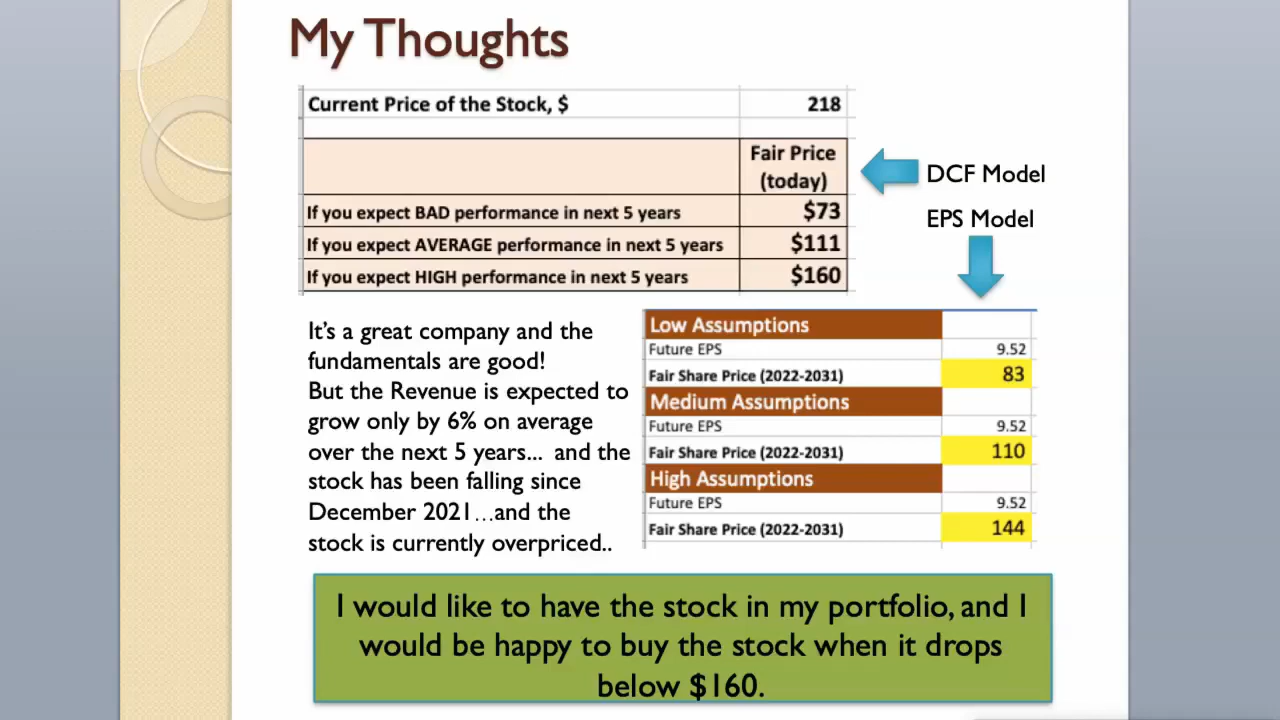 My Thoughts
Current Price of the Stock, $ 218
Fair Price
(today)
If you expect BAD performance in next 5 years $73
If you expect AVERAGE performance in next 5 years $111
If you expect HIGH performance in next 5 years $160
DCF Model
EPS Model
It's a great company and the
fundamentals are good!
But the Revenue is expected to
grow only by 6% on average
over the next 5 years... and the
stock has been falling since
December 2021...and the
stock is currently overpriced..
Low Assumptions
Future EPS 9.52
Fair Share Price (2022-2031) 83
Medium Assumptions
Future EPS 9.52
Fair Share Price (2022-2031) 110
High Assumptions
Future EPS 9.52
Fair Share Price (2022-2031) 144
I would like to have the stock in my portfolio, and I
would be happy to buy the stock when it drops
below $160.